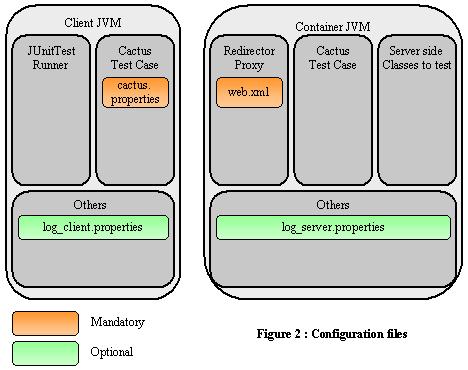 Client JVM
JUnitTest
Runner
Cactus
Test Case
cactus.
properties
Others
log_client.properties
Container JVM
Redirector
Proxy
web.xml
Cactus
Test Case
Server side
Classes to test
Others
log_server.properties
Mandatory
Optional
Figure 2 : Configuration files